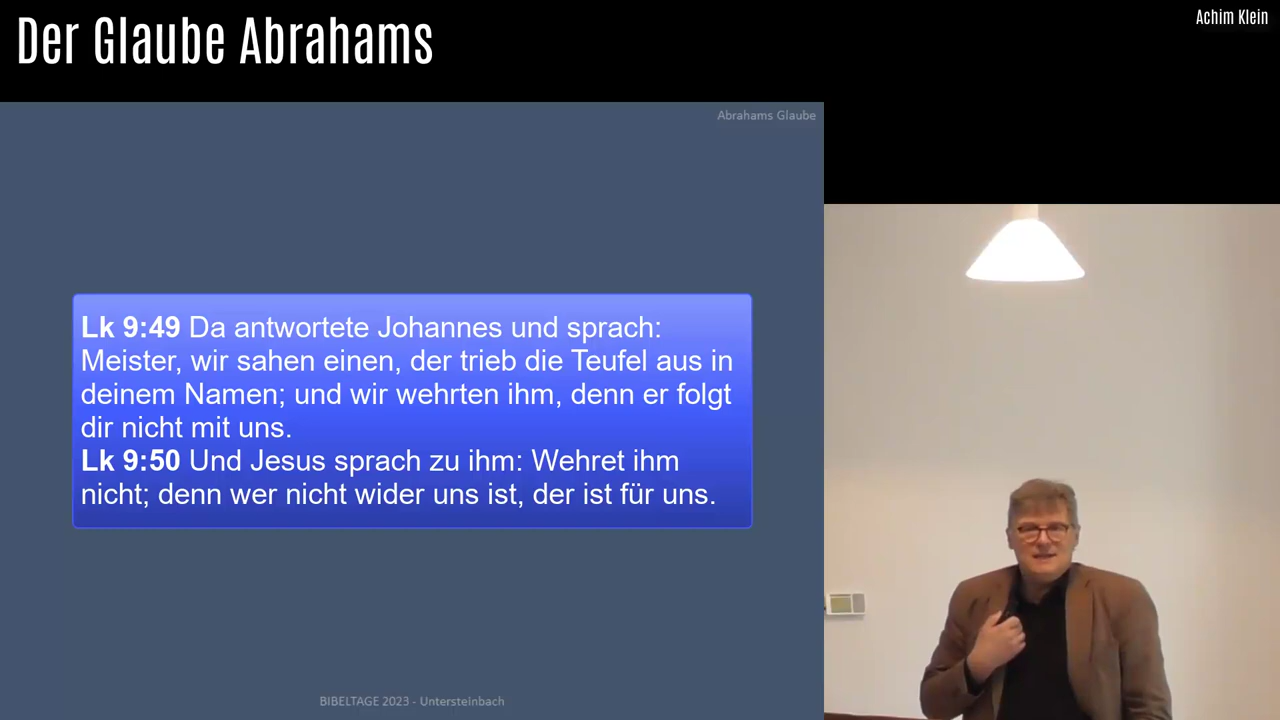 Der Glaube Abrahams
Achim Klein
Abrahams Glaube
Lk 9:49 Da antwortete Johannes und sprach:
Meister, wir sahen einen, der trieb die Teufel aus in
deinem Namen; und wir wehrten ihm, denn er folgt
dir nicht mit uns.
Lk 9:50 Und Jesus sprach zu ihm: Wehret ihm
nicht; denn wer nicht wider uns ist, der ist für uns.
BIBELTAGE 2023 - Untersteinbach